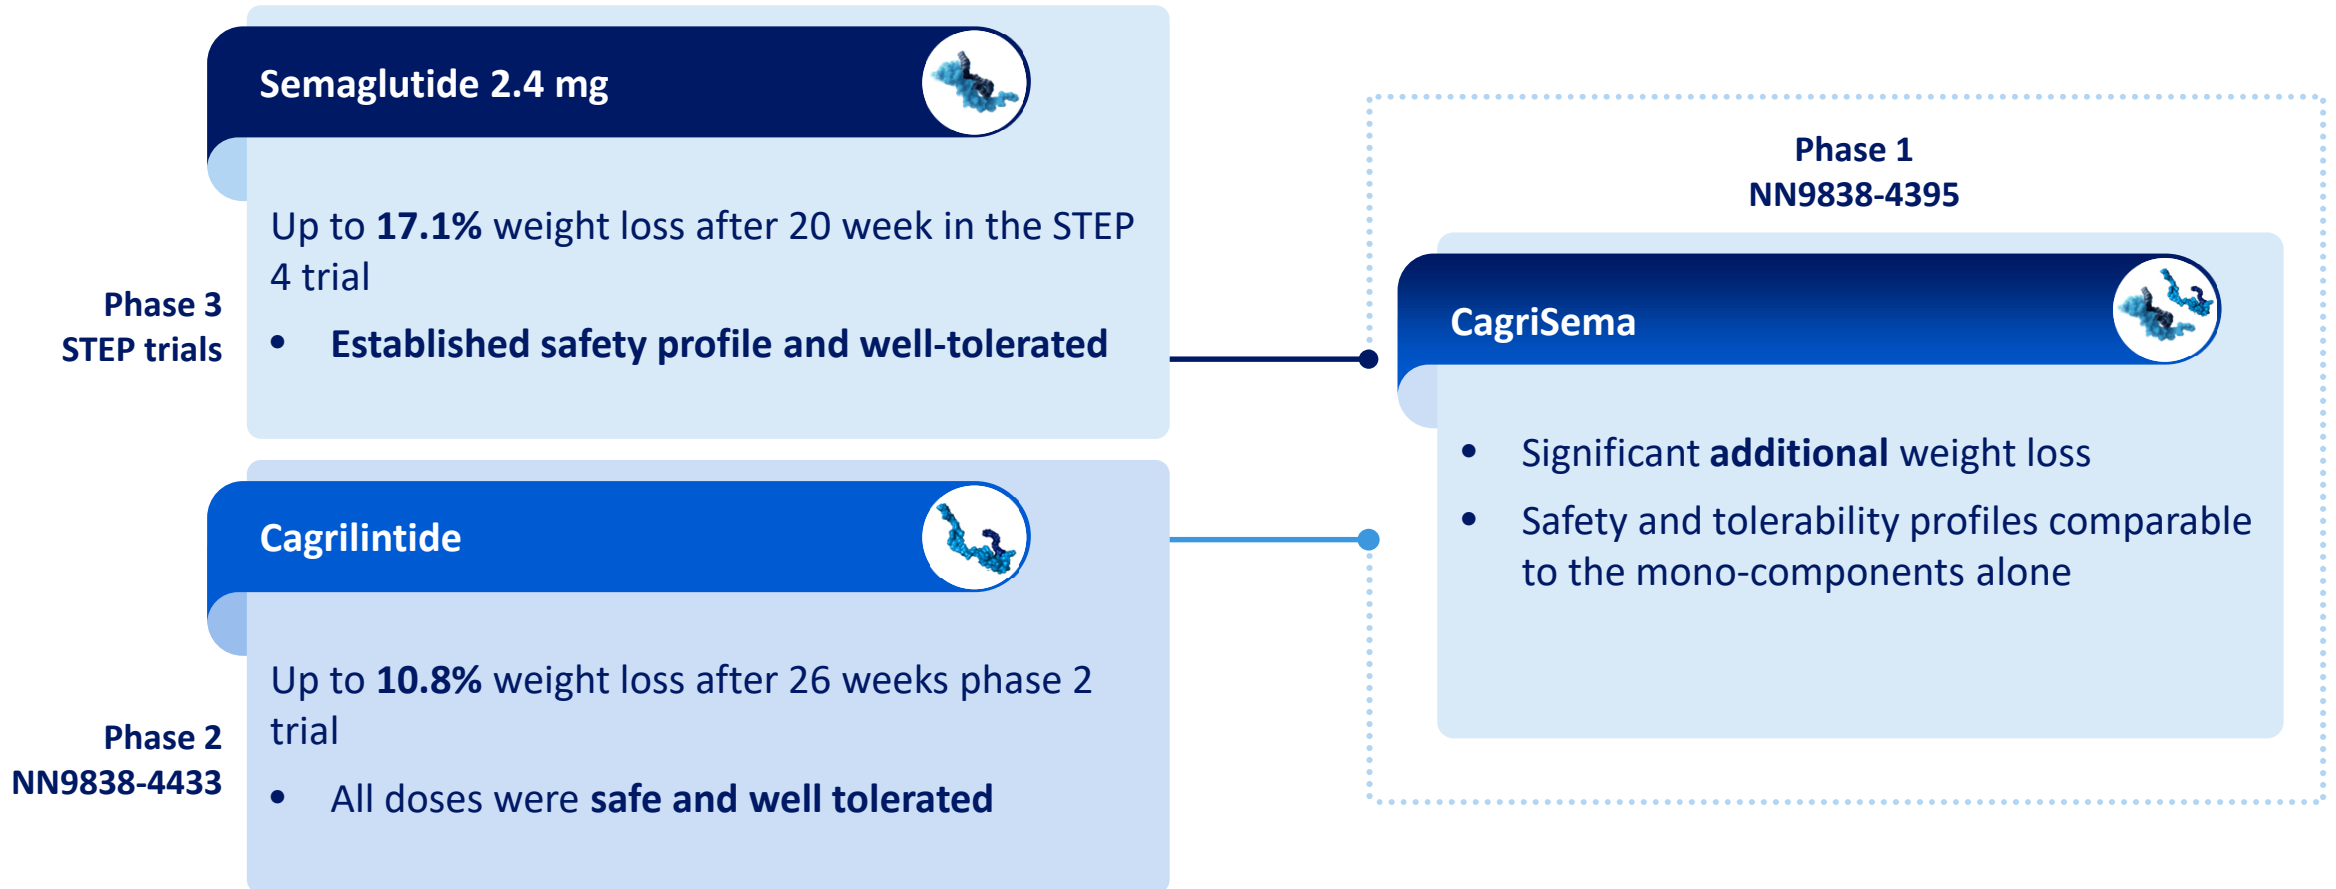 Semaglutide 2.4 mg
Up to 17.1% weight loss after 20 week in the STEP
4 trial
• Established safety profile and well-tolerated
Phase 3
STEP trials
Cagrilintide
Up to 10.8% weight loss after 26 weeks phase 2
trial
• All doses were safe and well tolerated
Phase 2
NN9838-4433
Phase 1
NN9838-4395
CagriSema
• Significant additional weight loss
• Safety and tolerability profiles comparable
to the mono-components alone